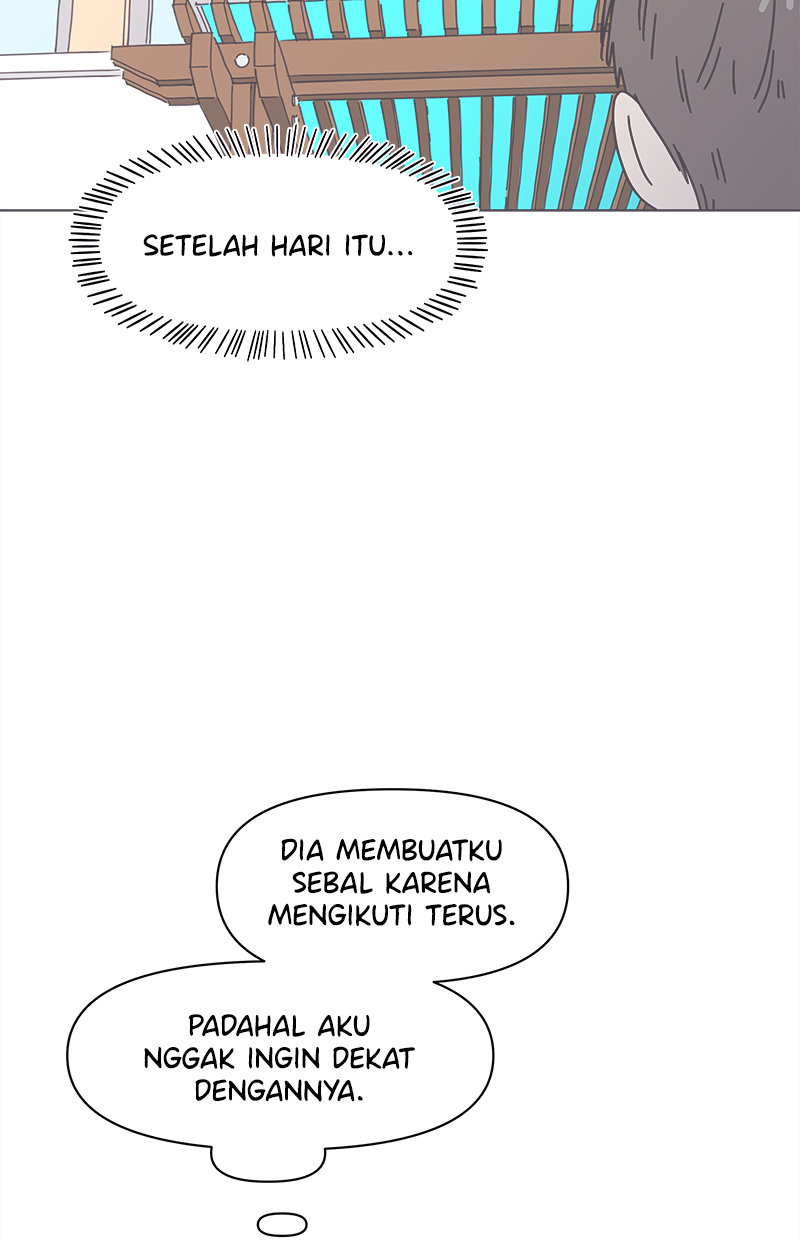 SETELAH HARI ITU...
DIA MEMBUATKU
SEBAL KARENA
MENGIKUTI TERUS.
PADAHAL AKU
NGGAK INGIN DEKAT
DENGANNYA.